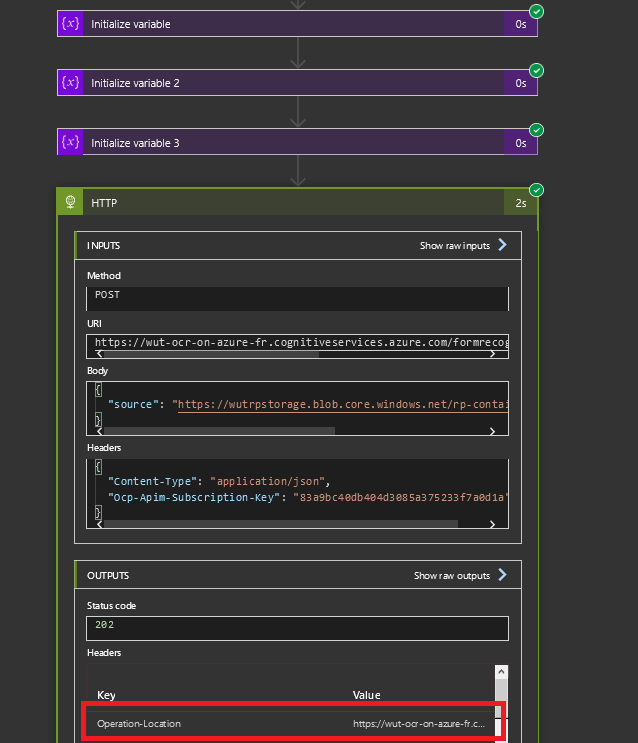 {x} Initialize variable 0s
{x} Initialize variable 2 0s
{x} Initialize variable 3 0s
HTTP 2s
INPUTS Show raw inputs
Method
POST
URI
https://wut-ocr-on-azure-fr.cognitiveservices.azure.com/formrecog
Body
{
"source": "https://wutrpstorage.blob.core.windows.net/rp-contai
}
Headers
{
"Content-Type": "application/json",
"Ocp-Apim-Subscription-Key": "83a9bc40db404d3085a375233f7a0d1a"
}
OUTPUTS Show raw outputs
Status code
202
Headers
Key Value
Operation-Location https://wut-ocr-on-azure-fr.c...